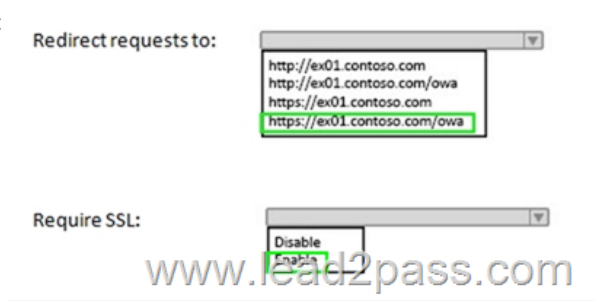 Redirect requests to:
http://ex01.contoso.com
http://ex01.contoso.com/owa
https://ex01.contoso.com
https://ex01.contoso.com/owa
Require SSL:
Disable
Enable
www.lead2pass.com